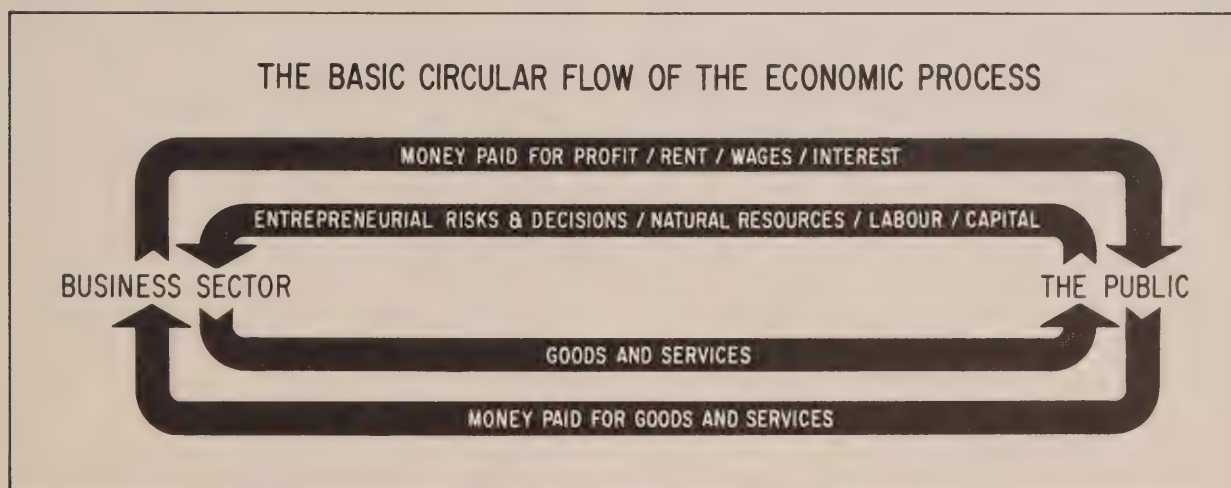 THE BASIC CIRCULAR FLOW OF THE ECONOMIC PROCESS
MONEY PAID FOR PROFIT / RENT / WAGES / INTEREST
ENTREPRENEURIAL RISKS & DECISIONS / NATURAL RESOURCES / LABOUR / CAPITAL
BUSINESS SECTOR
THE PUBLIC
GOODS AND SERVICES
MONEY PAID FOR GOODS AND SERVICES